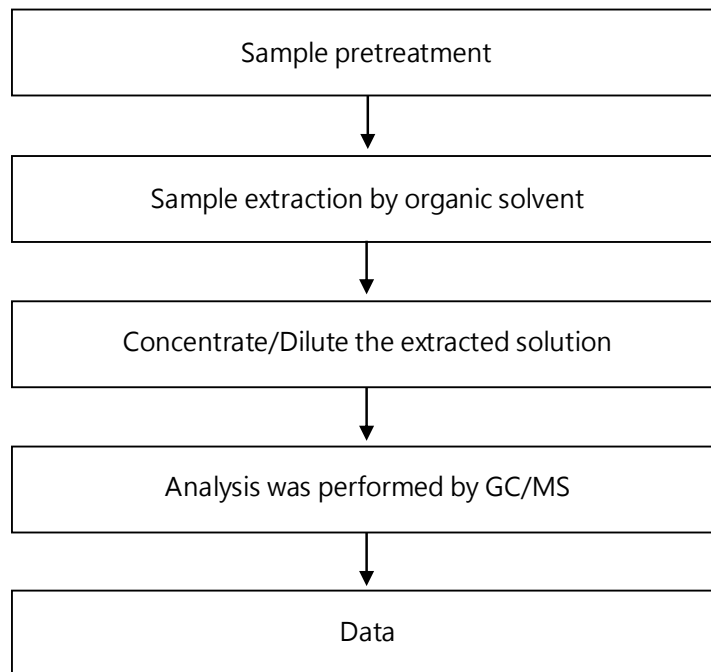 Sample pretreatment
Sample extraction by organic solvent
Concentrate/Dilute the extracted solution
Analysis was performed by GC/MS
Data